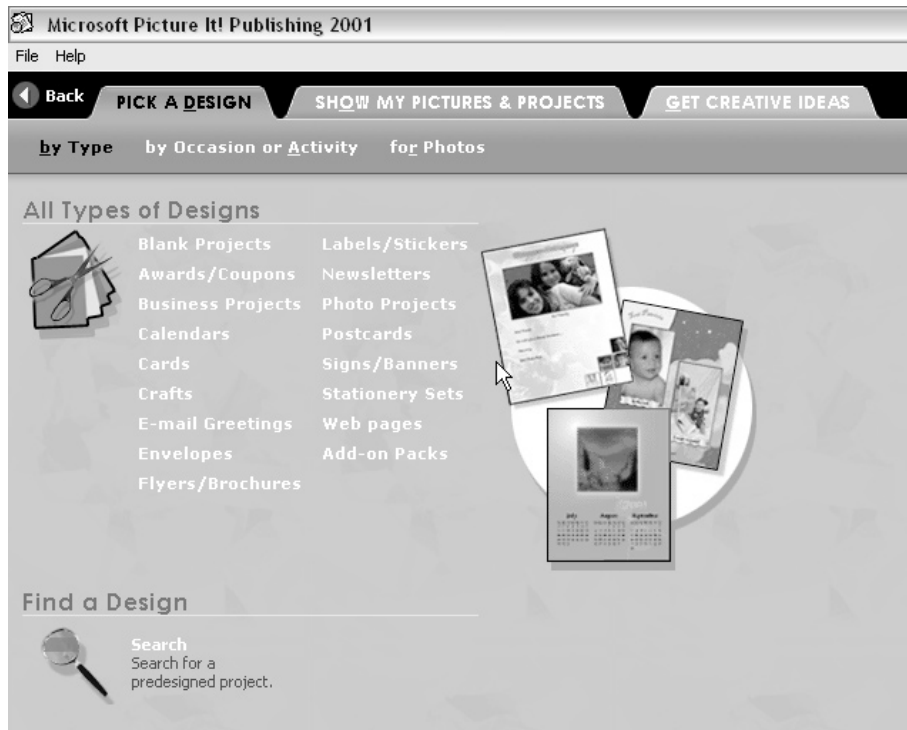 Microsoft Picture It! Publishing 2001
File Help
Back PICK A DESIGN SHOW MY PICTURES & PROJECTS GET CREATIVE IDEAS
by Type by Occasion or Activity for Photos
All Types of Designs
Blank Projects Labels/Stickers
Awards/Coupons Newsletters
Business Projects Photo Projects
Calendars Postcards
Cards Signs/Banners
Crafts Stationery Sets
E-mail Greetings Web pages
Envelopes Add-on Packs
Flyers/Brochures
July August September
Find a Design
Search
Search for a
predesigned project.